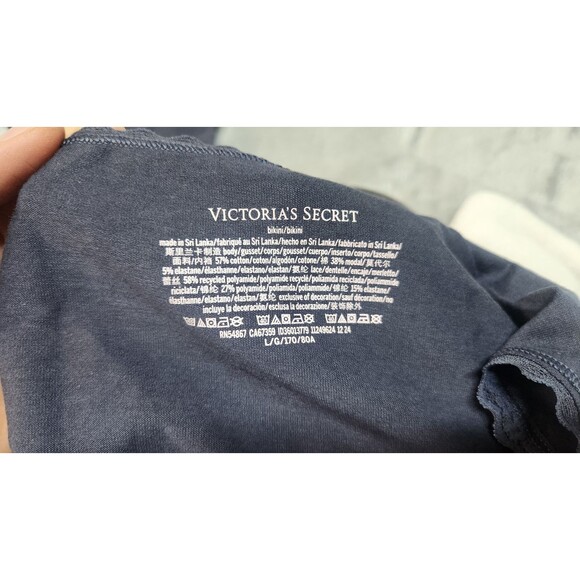 VICTORIA'S SECRET
bikini/bikini
made in Sri Lanka/fabriqué au Sri Lanka/hecho en Sri Lanka/fabbricato in Sri Lanka/
斯里兰卡制造 body/gusset/corps/gousset/cuerpo/inserto/corpo/tassello/
面料/内裆 57% cotton/coton/algodón/cotone/棉 38% modal/莫代尔
5% elastane/élasthanne/elastano/elastan/氨纶 lace/dentelle/encaje/merletto/
蕾丝 58% recycled polyamide/polyamide/poliamida/poliammide/
riciclata/锦纶 27% polyamide/polyamide/poliamida/poliammide/锦纶 15% elastane/
élasthanne/elastano/elastan/氨纶 exclusive of decoration/sauf décoration/no
incluye la decoración/esclusa la decorazione/装饰除外
RN54867 CA67359 ID36013779 11249624 12 24
L/G/170/80A